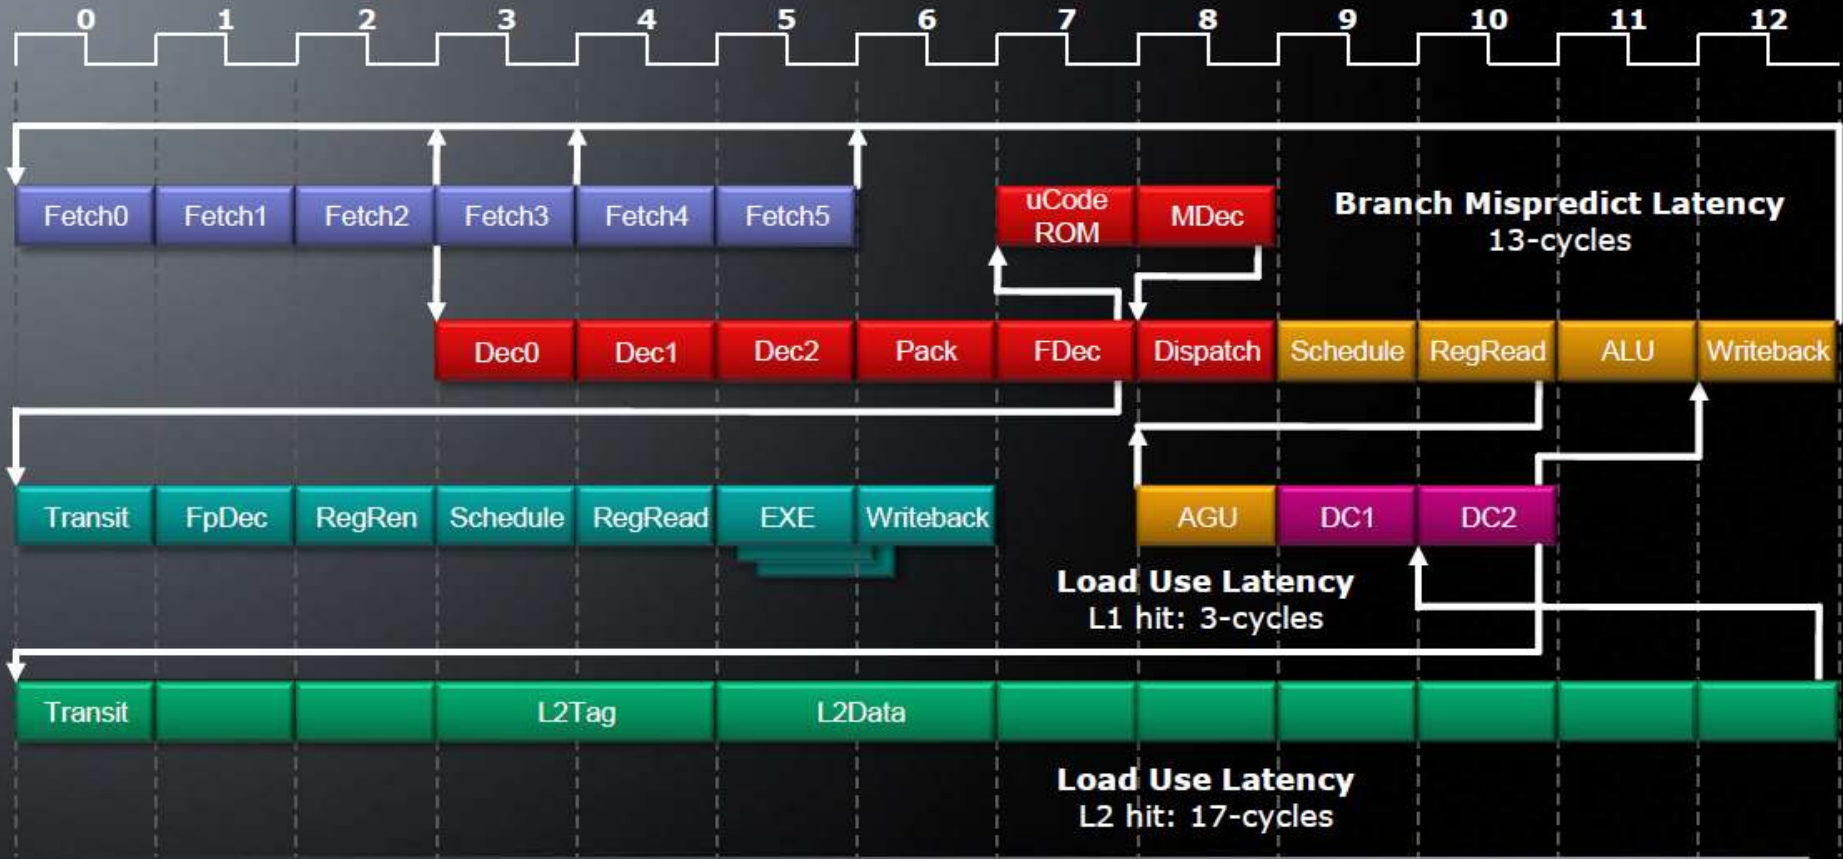 0 1 2 3 4 5 6 7 8 9 10 11 12
Fetch0 Fetch1 Fetch2 Fetch3 Fetch4 Fetch5
uCode
ROM
MDec
Branch Mispredict Latency
13-cycles
Dec0 Dec1 Dec2 Pack FDec Dispatch Schedule RegRead ALU Writeback
Transit FpDec RegRen Schedule RegRead EXE Writeback AGU DC1 DC2
Load Use Latency
L1 hit: 3-cycles
Transit L2Tag L2Data
Load Use Latency
L2 hit: 17-cycles